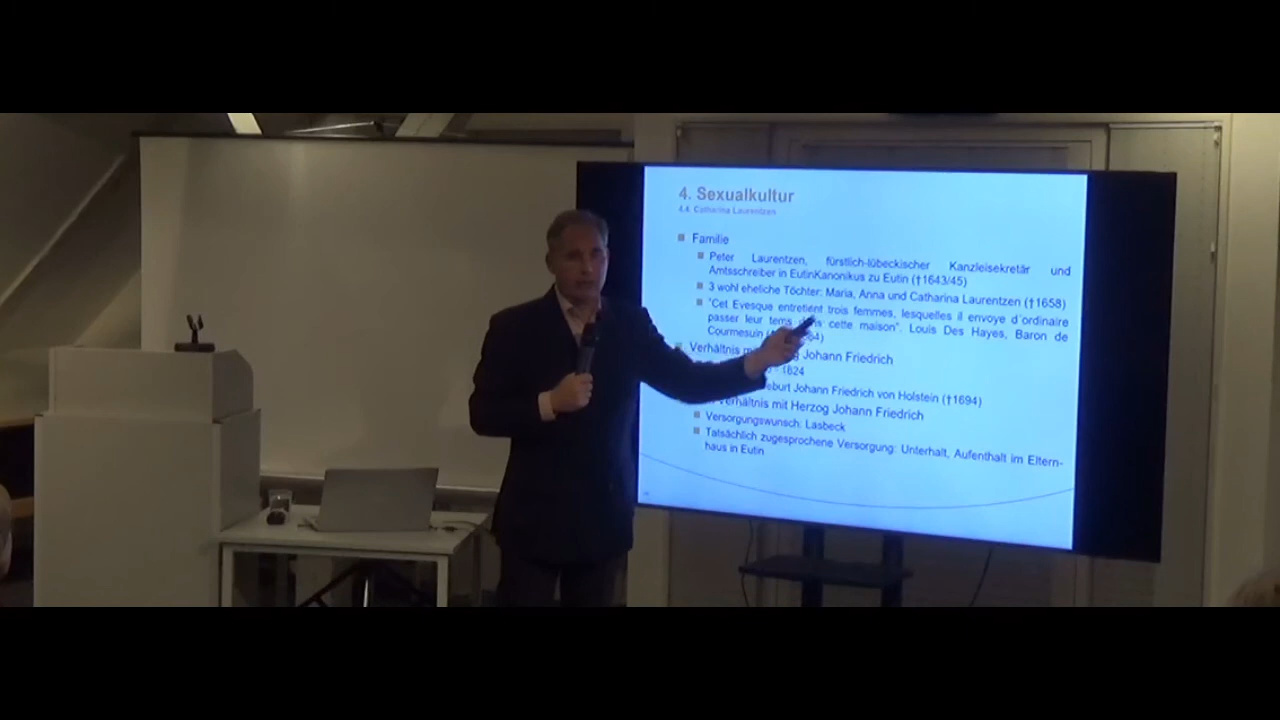 4. Sexualkultur
4.4. Catharina Laurentzen
Familie
Peter Laurentzen, fürstlich-lübeckischer Kanzleisekretär und
Amtsschreiber in EutinKanonikus zu Eutin (†1643/45)
3 wohl eheliche Töchter: Maria, Anna und Catharina Laurentzen (†1658)
"Cet Evesque entretient trois femmes, lesquelles il envoye d´ordinaire
passer leur tems cette maison". Louis Des Hayes, Baron de
Courmesuin
Verhältnis Johann Friedrich
1624
Johann Friedrich von Holstein (†1694)
Verhältnis mit Herzog Johann Friedrich
Versorgungswunsch: Lasbeck
Tatsächlich zugesprochene Versorgung: Unterhalt, Aufenthalt im Eltern-
haus in Eutin